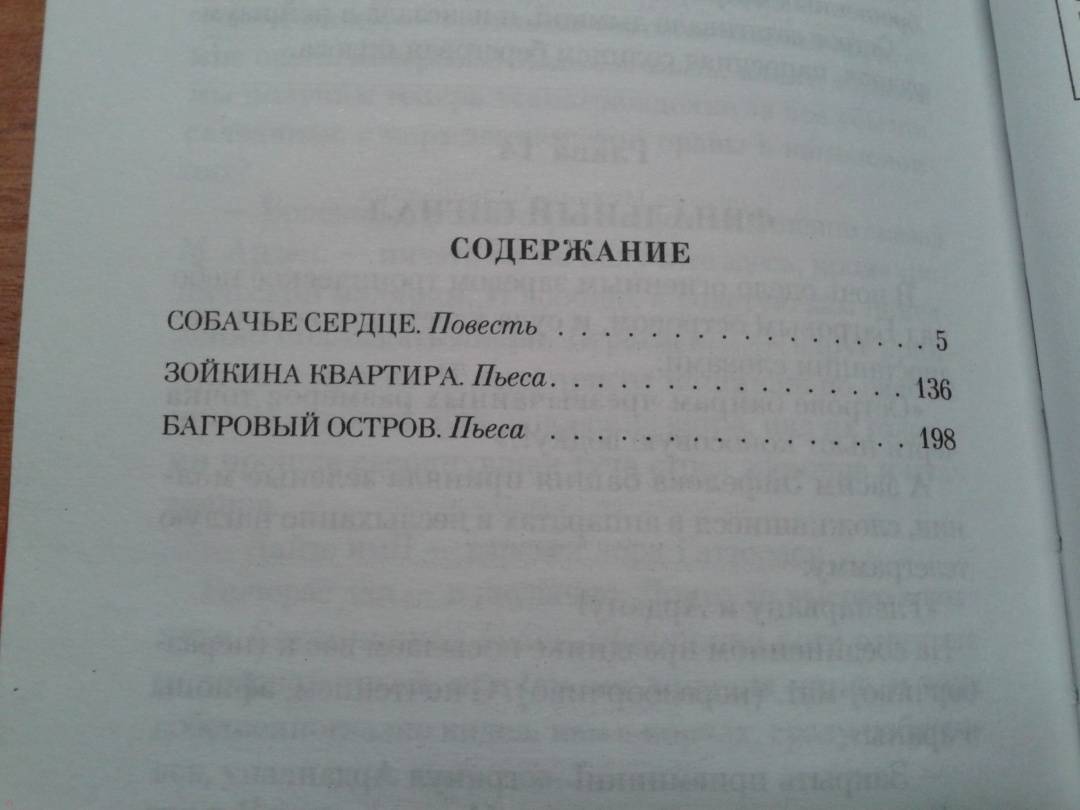 СОДЕРЖАНИЕ
СОБАЧЬЕ СЕРДЦЕ. Повесть . . . . . . . . . . . . . . . . . 5
ЗОЙКИНА КВАРТИРА. Пьеса. . . . . . . . . . . . . . . . . 136
БАГРОВЫЙ ОСТРОВ. Пьеса . . . . . . . . . . . . . . . . . 198